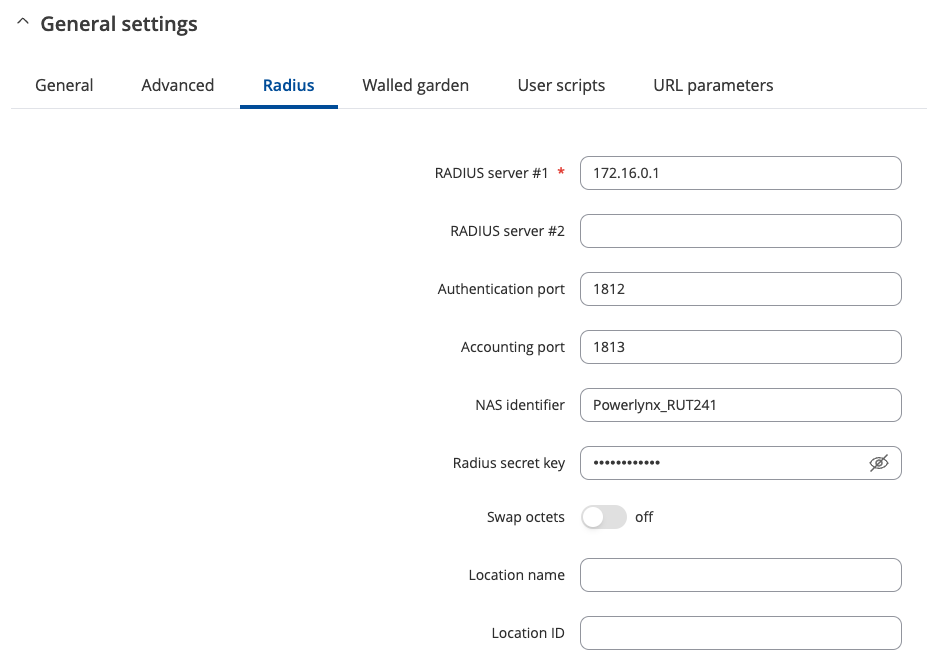 General settings
General Advanced Radius Walled garden User scripts URL parameters
RADIUS server #1 * 172.16.0.1
RADIUS server #2
Authentication port 1812
Accounting port 1813
NAS identifier Powerlynx_RUT241
Radius secret key ••••••••••••
Swap octets off
Location name
Location ID